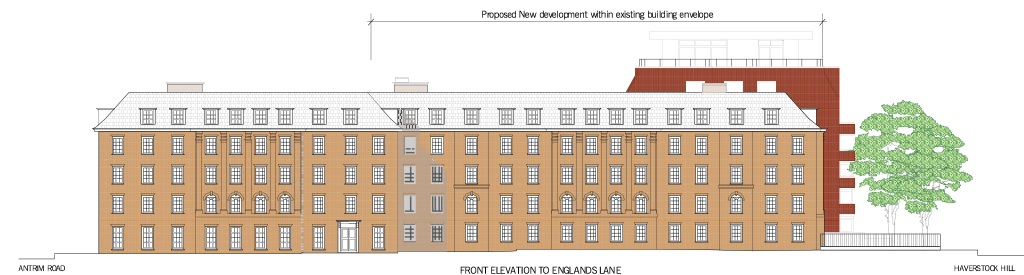 Proposed New development within existing building envelope
ANTRIM ROAD
FRONT ELEVATION TO ENGLANDS LANE
HAVERSTOCK HILL